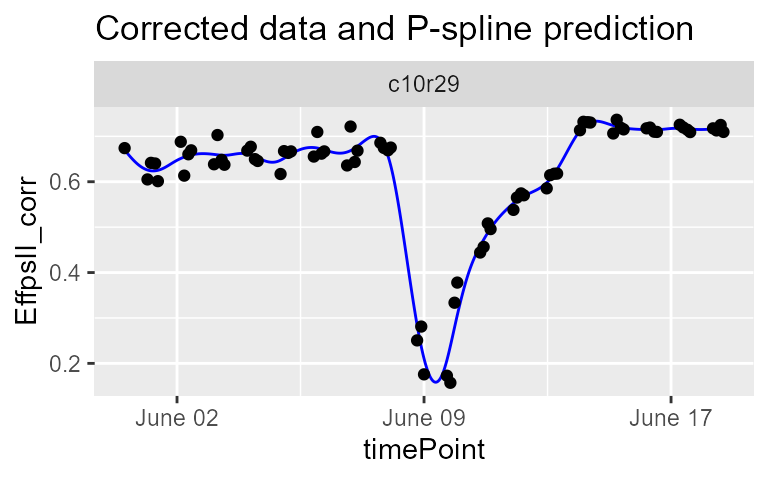 Corrected data and P-spline prediction
c10r29
EffpsII_corr
0.6
0.4
0.2
June 02 June 09 June 17
timePoint